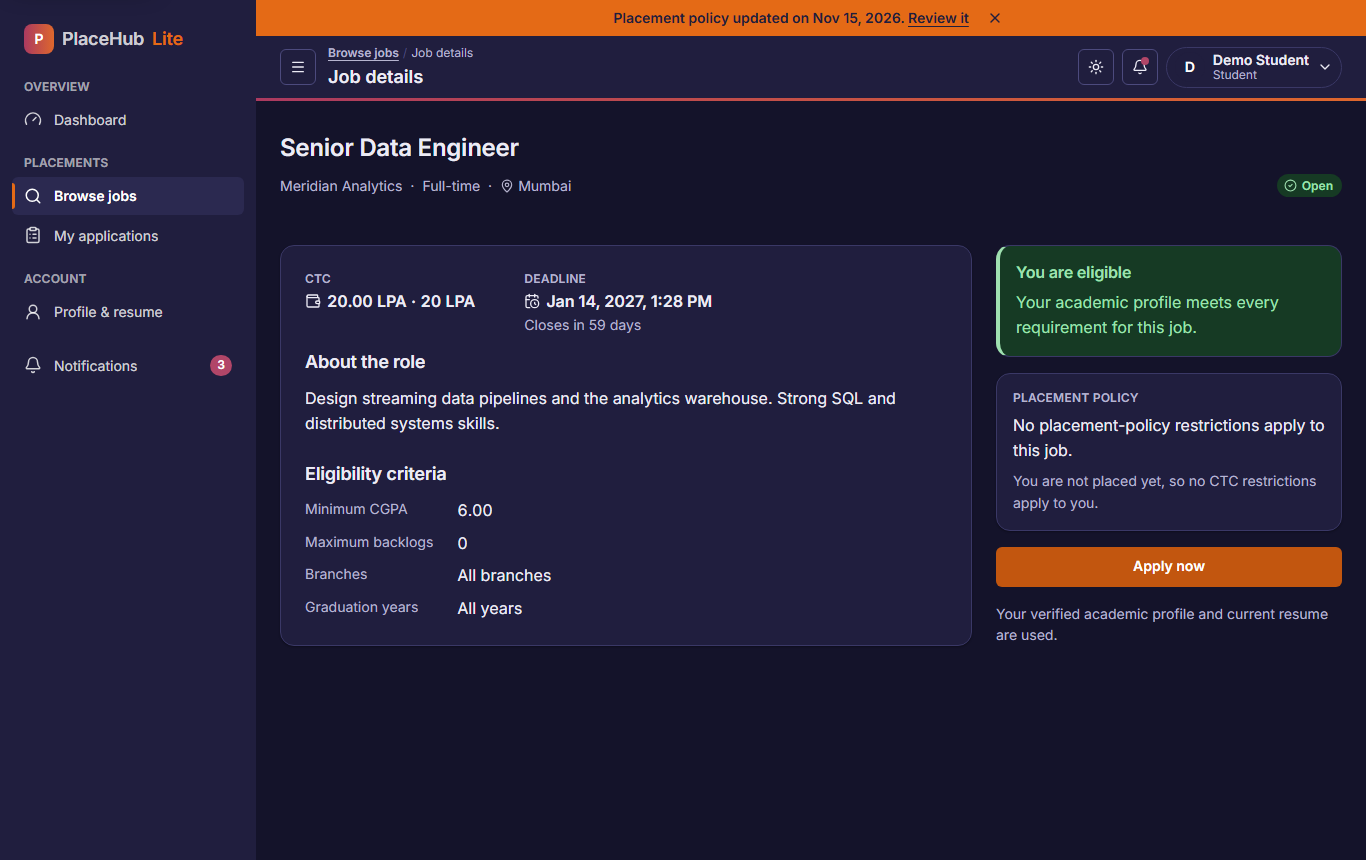 Placement policy updated on Nov 15, 2026. Review it
P PlaceHub Lite
OVERVIEW
Dashboard
PLACEMENTS
Browse jobs
My applications
ACCOUNT
Profile & resume
Notifications 3
Browse jobs / Job details
Job details
D Demo Student
Student
Senior Data Engineer
Meridian Analytics · Full-time · Mumbai
Open
CTC
20.00 LPA · 20 LPA
DEADLINE
Jan 14, 2027, 1:28 PM
Closes in 59 days
About the role
Design streaming data pipelines and the analytics warehouse. Strong SQL and
distributed systems skills.
Eligibility criteria
Minimum CGPA 6.00
Maximum backlogs 0
Branches All branches
Graduation years All years
You are eligible
Your academic profile meets every
requirement for this job.
PLACEMENT POLICY
No placement-policy restrictions apply to
this job.
You are not placed yet, so no CTC restrictions
apply to you.
Apply now
Your verified academic profile and current resume
are used.